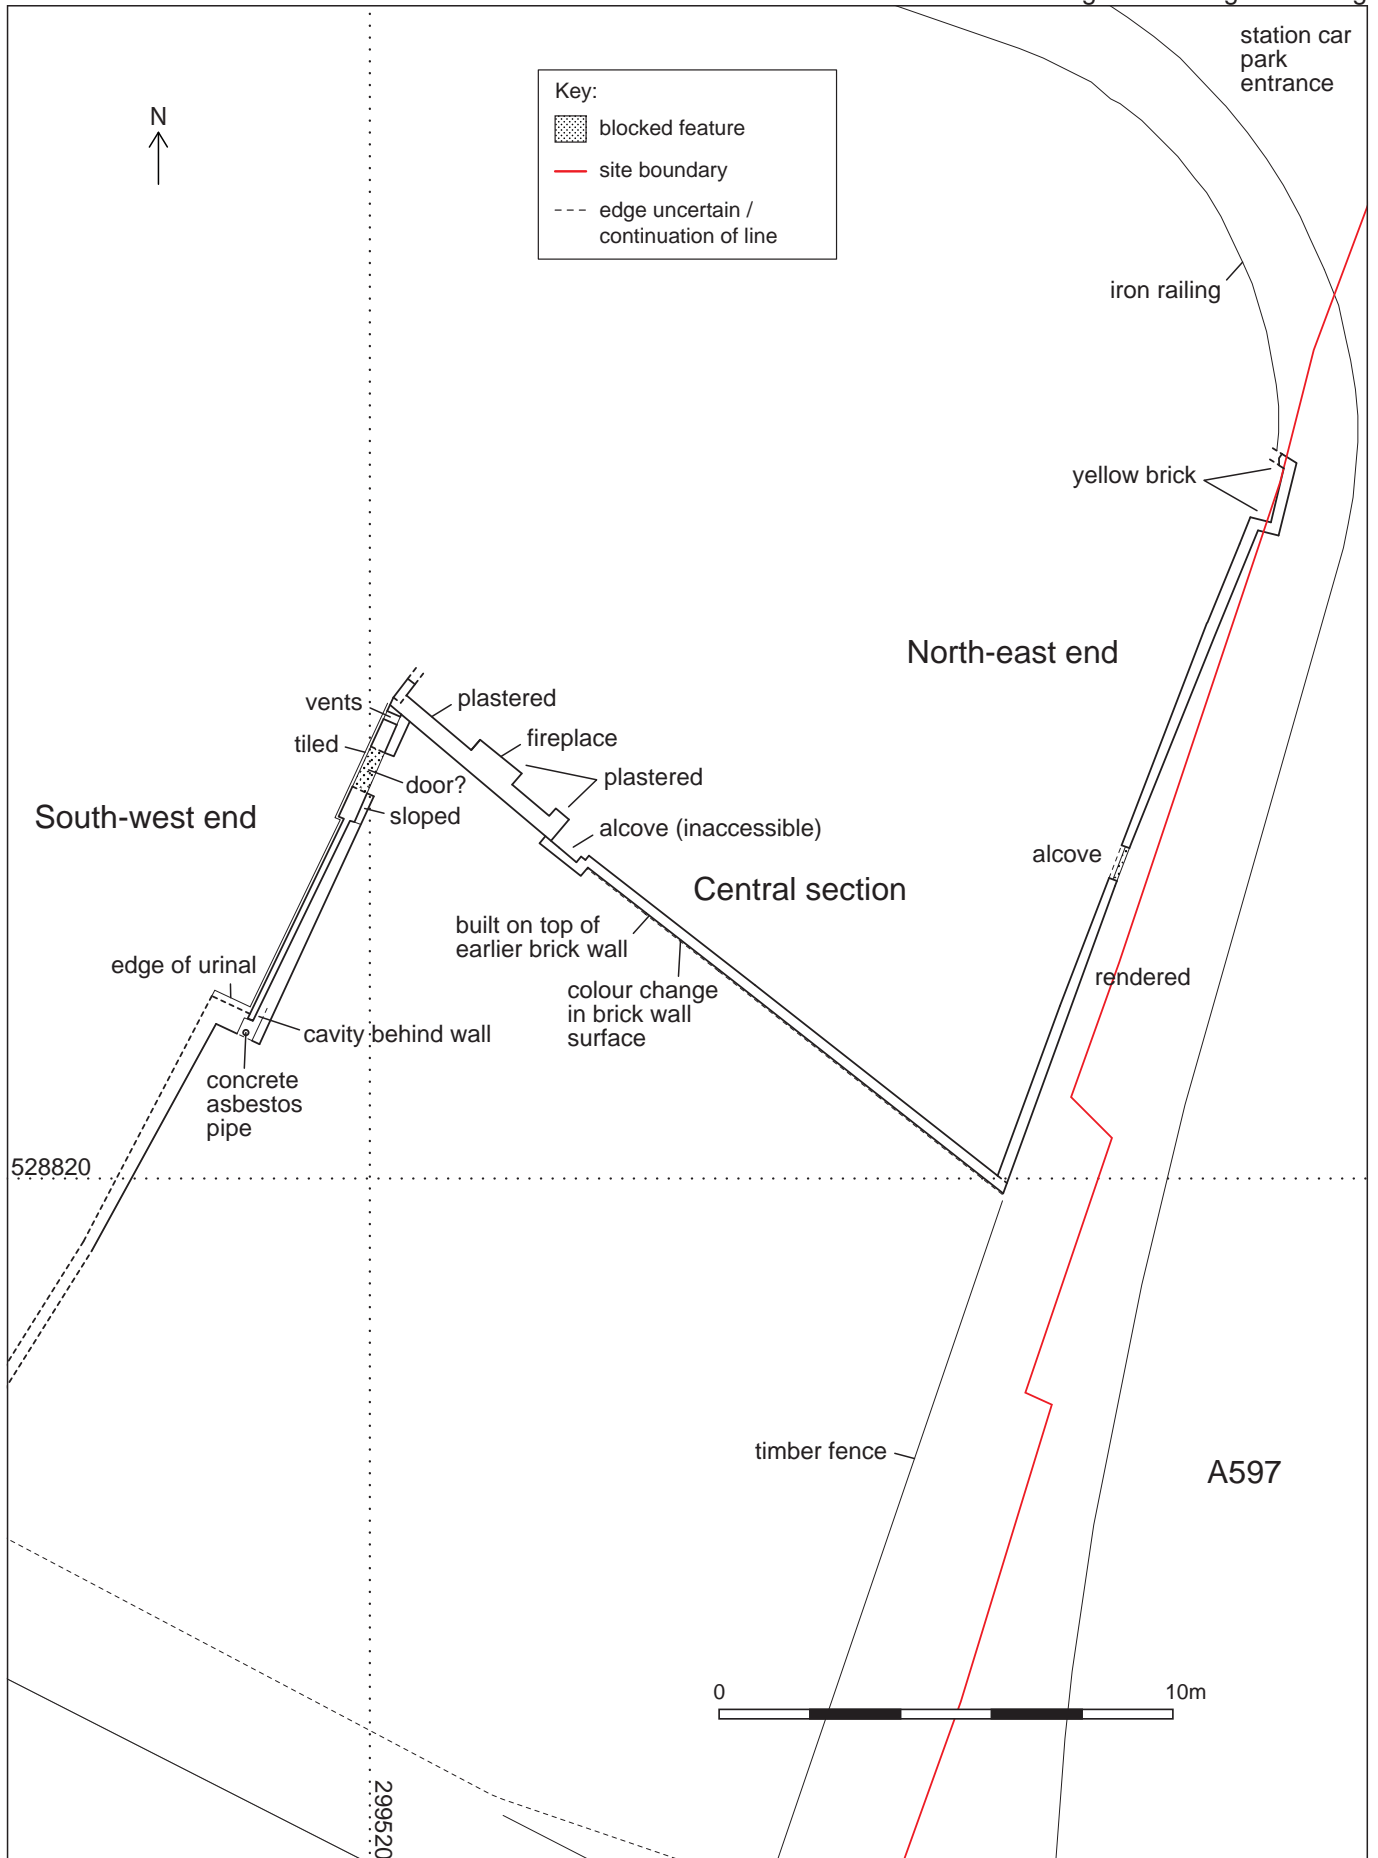 station car
park
entrance
N
Key:
blocked feature
site boundary
edge uncertain /
continuation of line
iron railing
yellow brick
North-east end
vents
plastered
tiled
fireplace
door?
plastered
South-west end
sloped
alcove (inaccessible)
alcove
Central section
built on top of
earlier brick wall
edge of urinal
rendered
colour change
in brick wall
surface
cavity behind wall
concrete
asbestos
pipe
528820
timber fence
A597
0
10m
299520